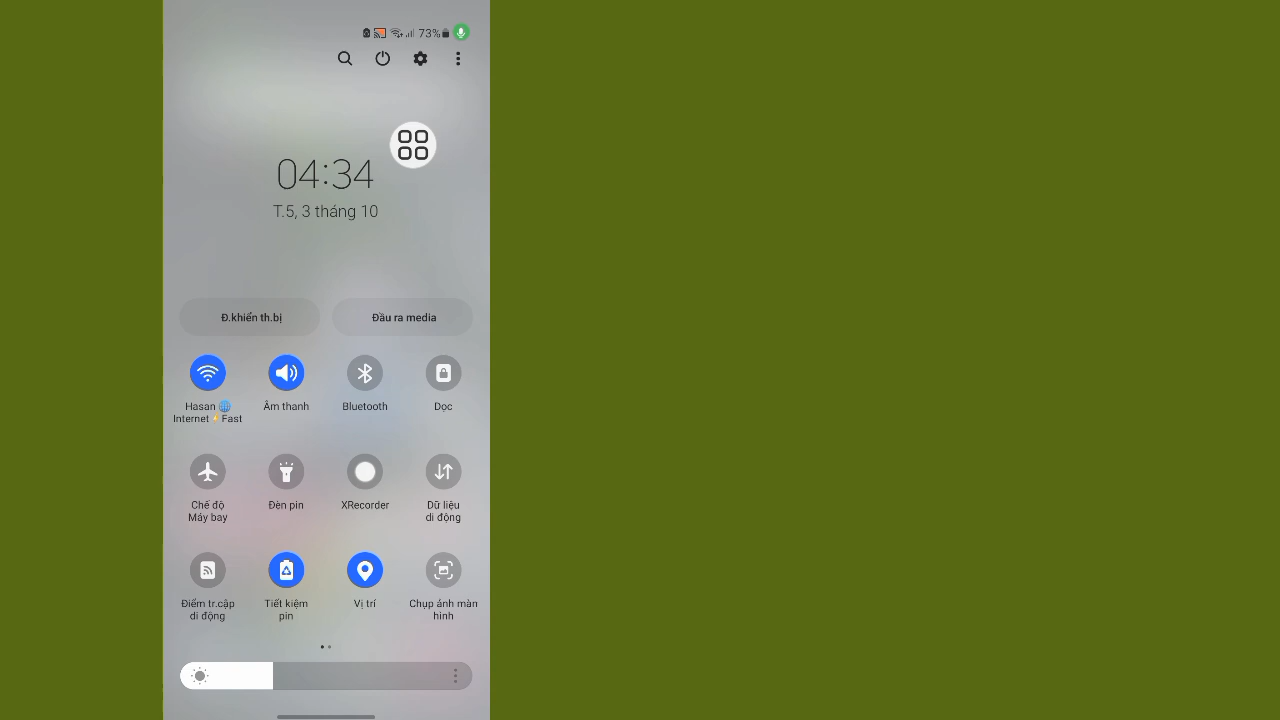 73%
04:34
T.5, 3 tháng 10
Đ.khiển th.bị
Đầu ra media
Hasan 🌐
Internet ⚡ Fast
Âm thanh
Bluetooth
Dọc
Chế độ
Máy bay
Đèn pin
XRecorder
Dữ liệu
di động
Điểm tr.cập
di động
Tiết kiệm
pin
Vị trí
Chụp ảnh màn
hình